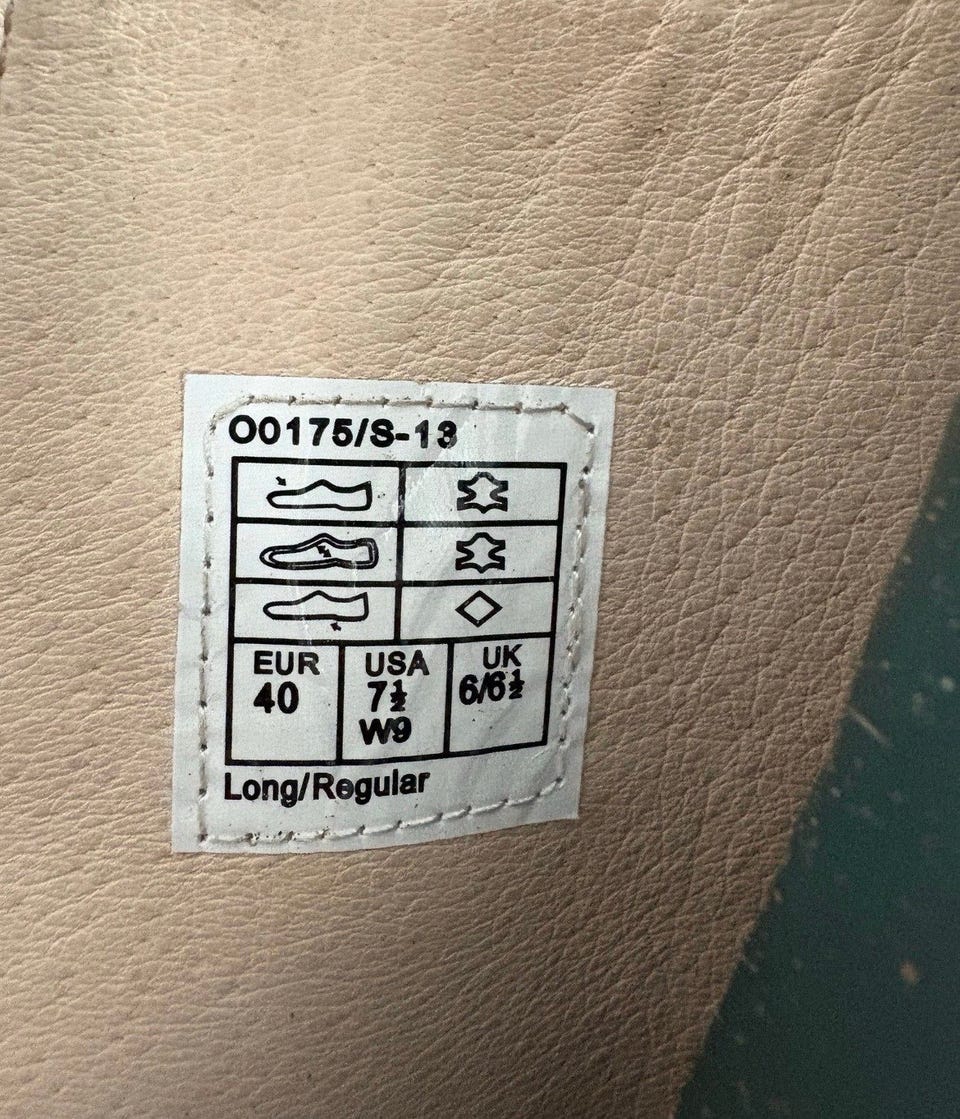 O0175/S-13
EUR USA UK
40 7½ 6/6½
W9
Long/Regular